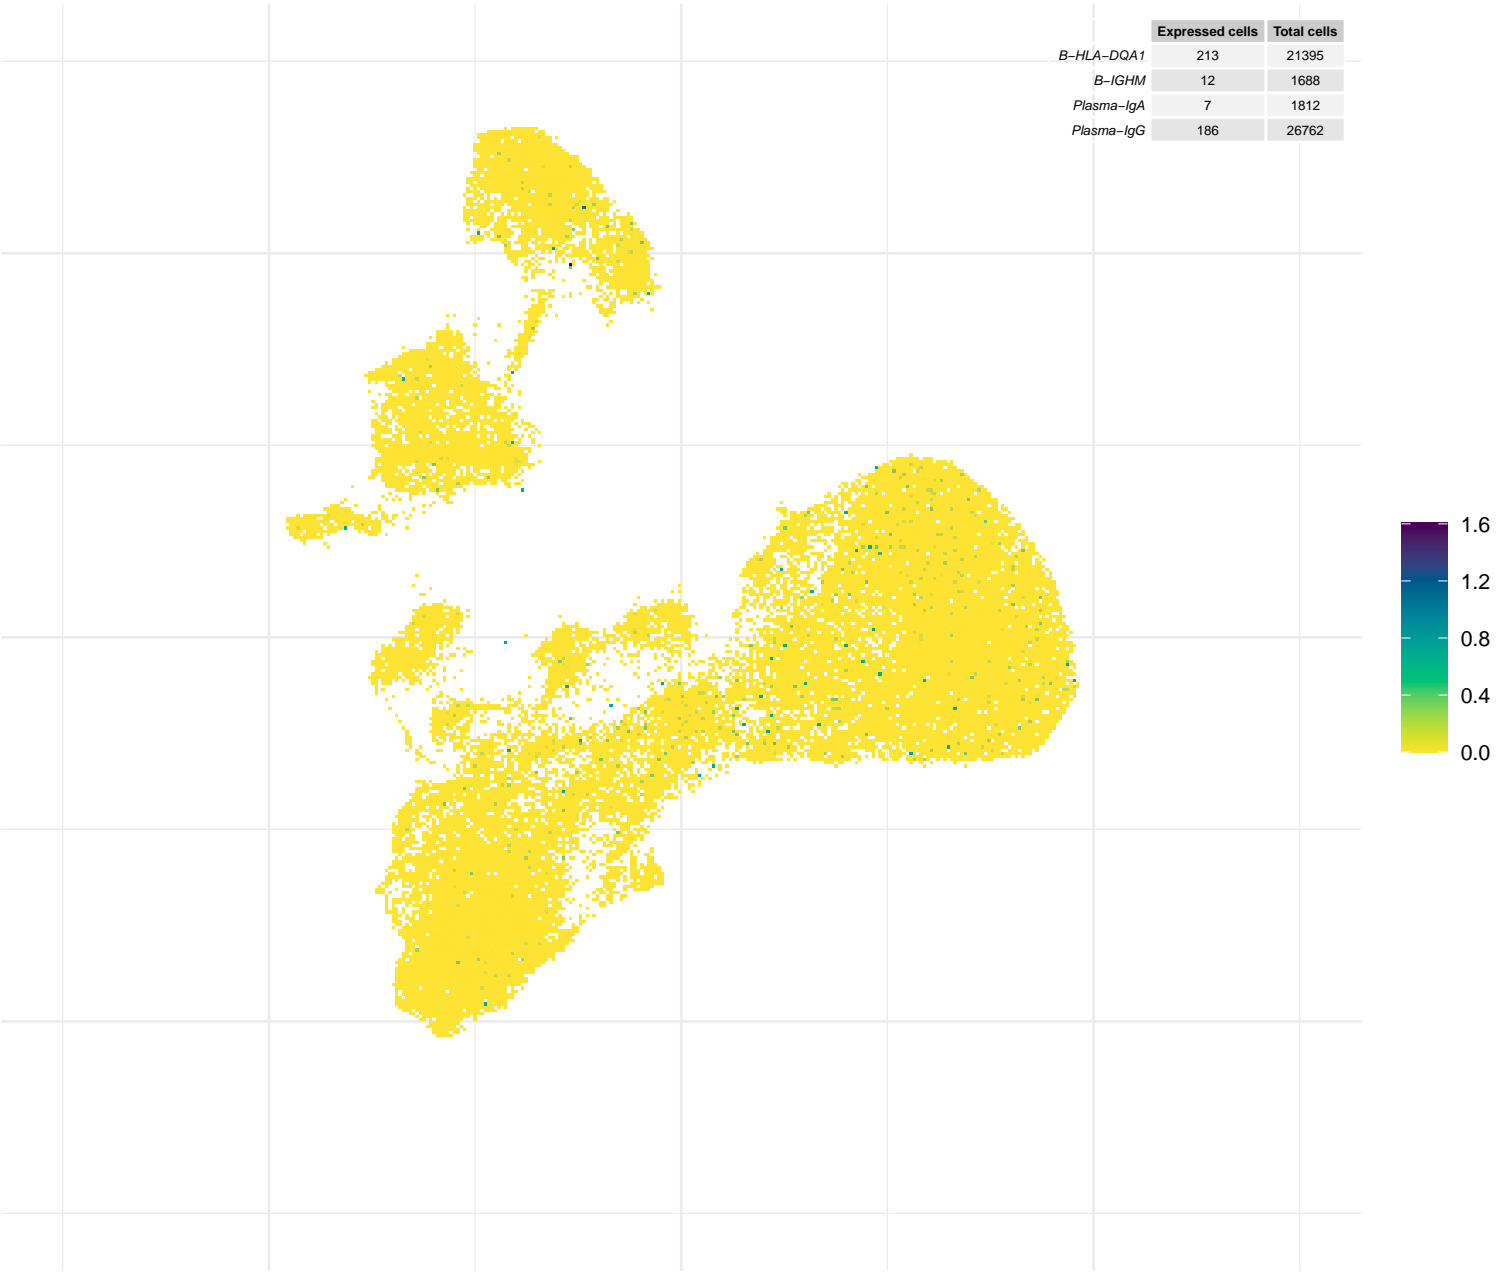 Expressed cells Total cells
B−HLA−DQA1 213 21395
B−IGHM 12 1688
Plasma−IgA 7 1812
Plasma−IgG 186 26762
1.6
1.2
0.8
0.4
0.0